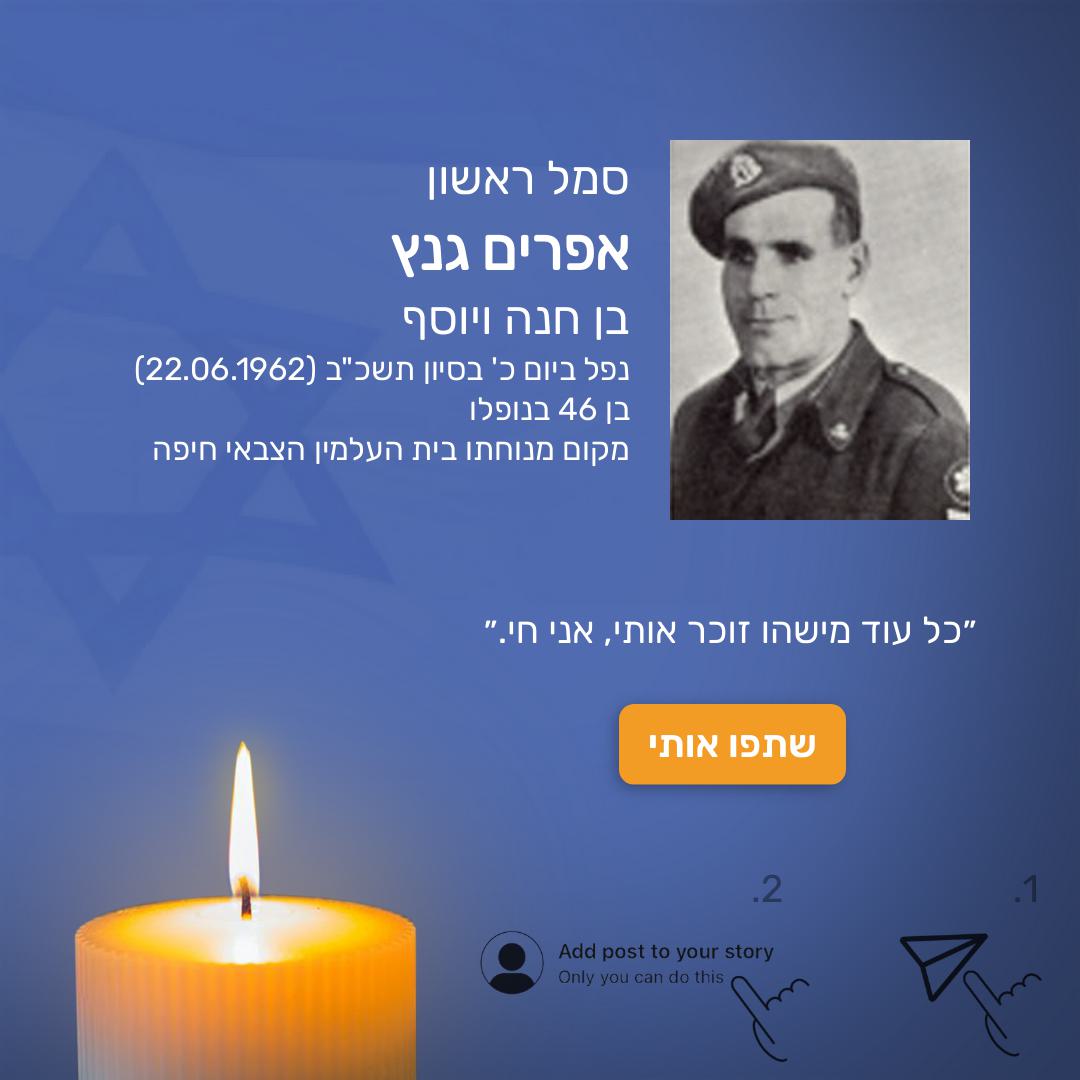 סמל ראשון
אפרים גנץ
בן חנה ויוסף
נפל ביום כ' בסיון תשכ"ב (22.06.1962)
בן 46 בנופלו
מקום מנוחתו בית העלמין הצבאי חיפה
״כל עוד מישהו זוכר אותי, אני חי.״
שתפו אותי
1.
2.
Add post to your story
Only you can do this